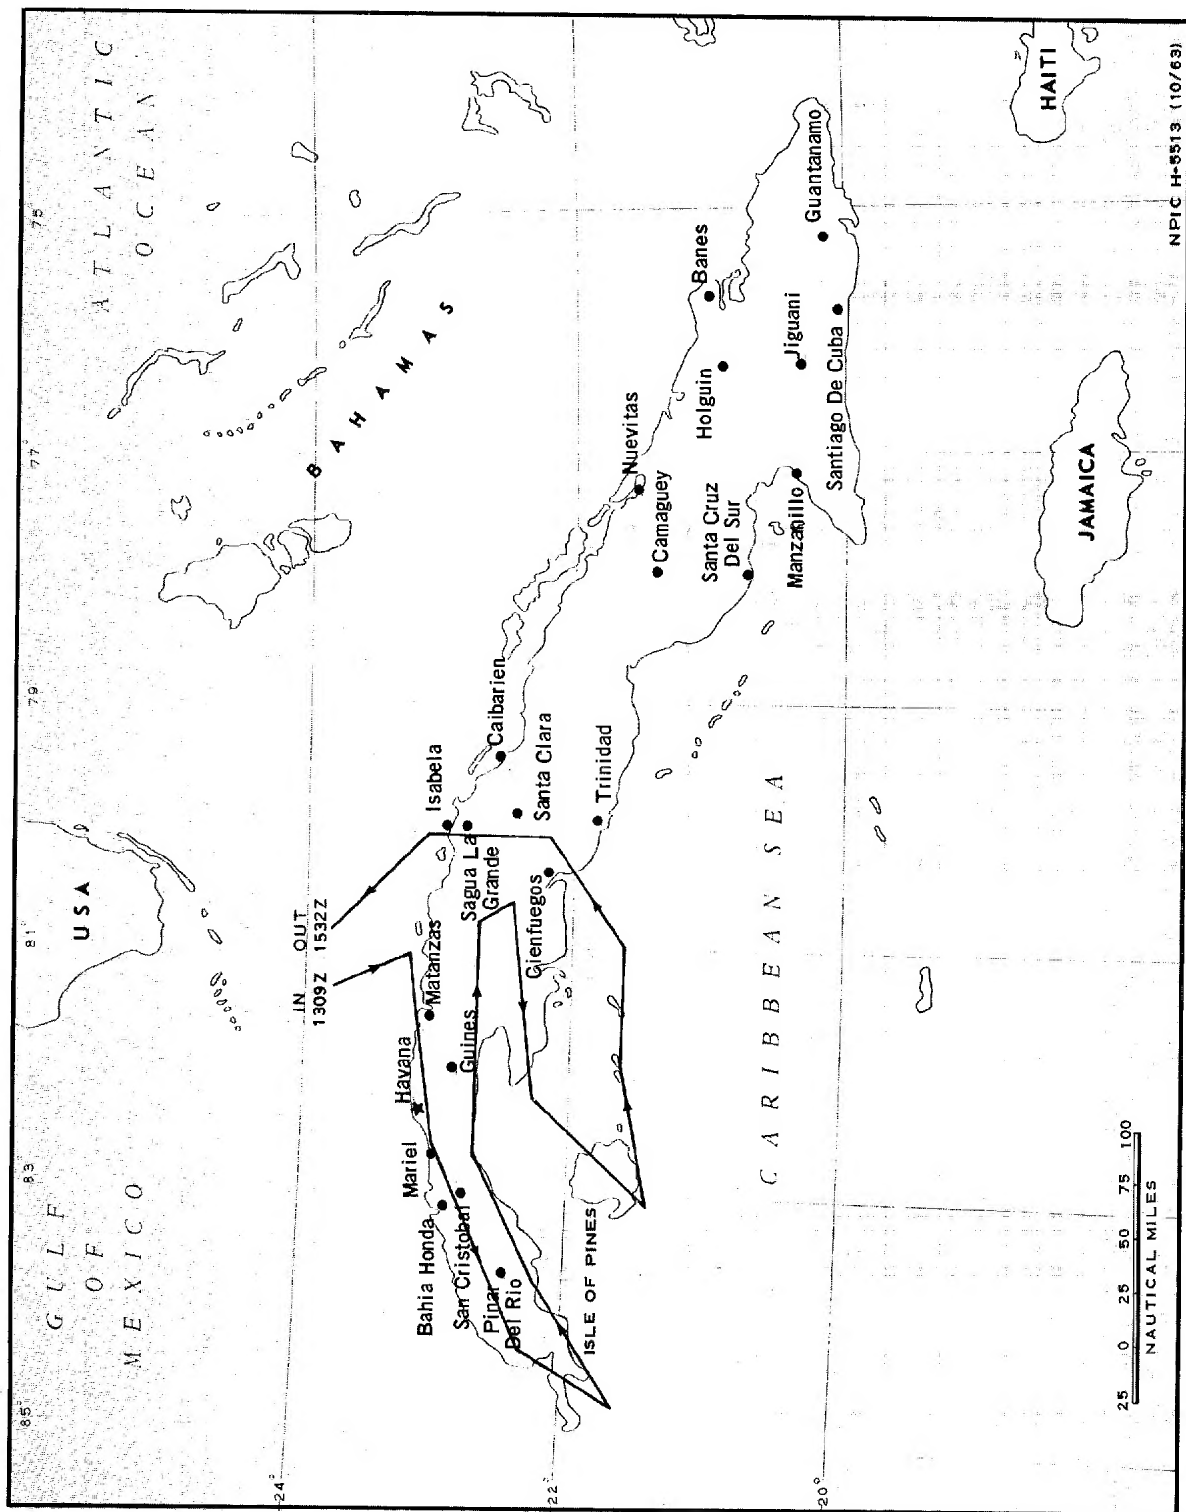 ATLANTIC
OCEAN
GULF
OF
MEXICO
USA
BAHAMAS
85°
83
81°
79
77
75
24°
22°
20°
IN
1309Z
OUT
1532Z
Havana
Mariel
Bahia Honda
San Cristobal
Pinar
Del Rio
Guines
Matanzas
Isabela
Sagua La
Grande
Caibarien
Santa Clara
Cienfuegos
Trinidad
Nuevitas
Camaguey
Santa Cruz
Del Sur
Manzanillo
Holguin
Banes
Jiguani
Santiago De Cuba
Guantanamo
ISLE OF PINES
CARIBBEAN SEA
JAMAICA
HAITI
25 0 25 50 75 100
NAUTICAL MILES
NPIC H-5513 (10/63)